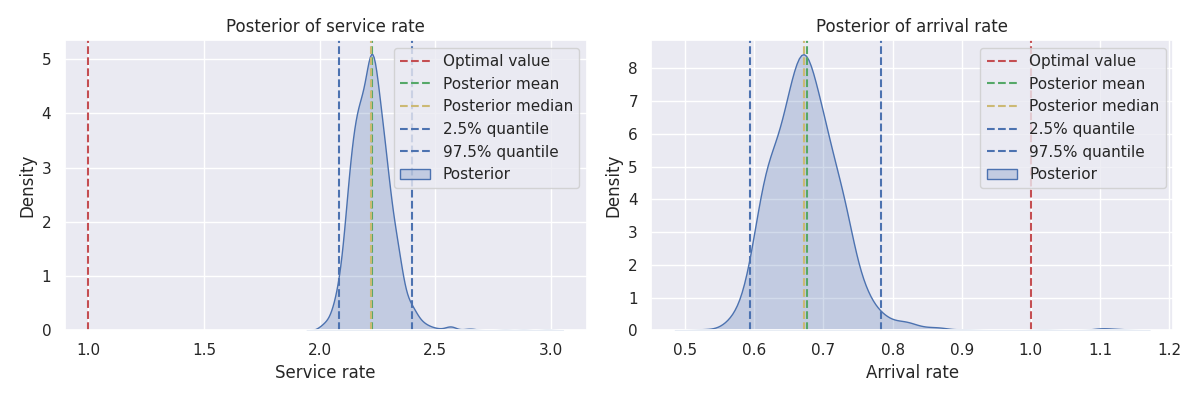 Posterior of service rate
Density
5
4
3
2
1
0
Optimal value
Posterior mean
Posterior median
2.5% quantile
97.5% quantile
Posterior
1.0 1.5 2.0 2.5 3.0
Service rate
Posterior of arrival rate
Density
8
7
6
5
4
3
2
1
0
Optimal value
Posterior mean
Posterior median
2.5% quantile
97.5% quantile
Posterior
0.5 0.6 0.7 0.8 0.9 1.0 1.1 1.2
Arrival rate